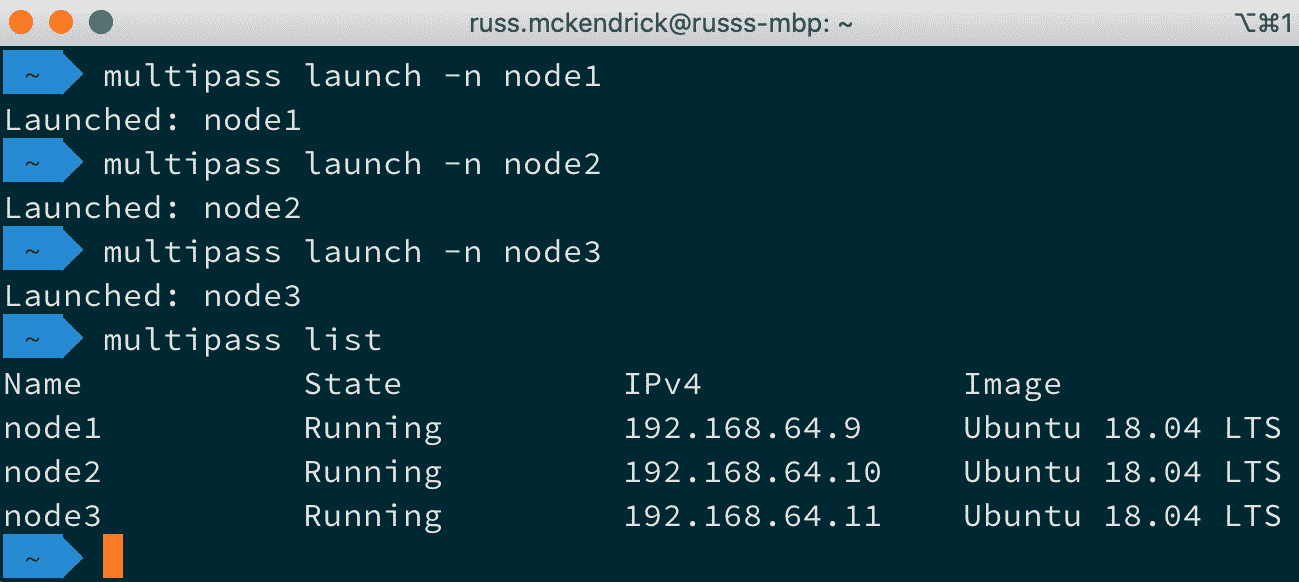 russ.mckendrick@russs-mbp: ~ ⌥⌘1
~ multipass launch -n node1
Launched: node1
~ multipass launch -n node2
Launched: node2
~ multipass launch -n node3
Launched: node3
~ multipass list
Name State IPv4 Image
node1 Running 192.168.64.9 Ubuntu 18.04 LTS
node2 Running 192.168.64.10 Ubuntu 18.04 LTS
node3 Running 192.168.64.11 Ubuntu 18.04 LTS
~